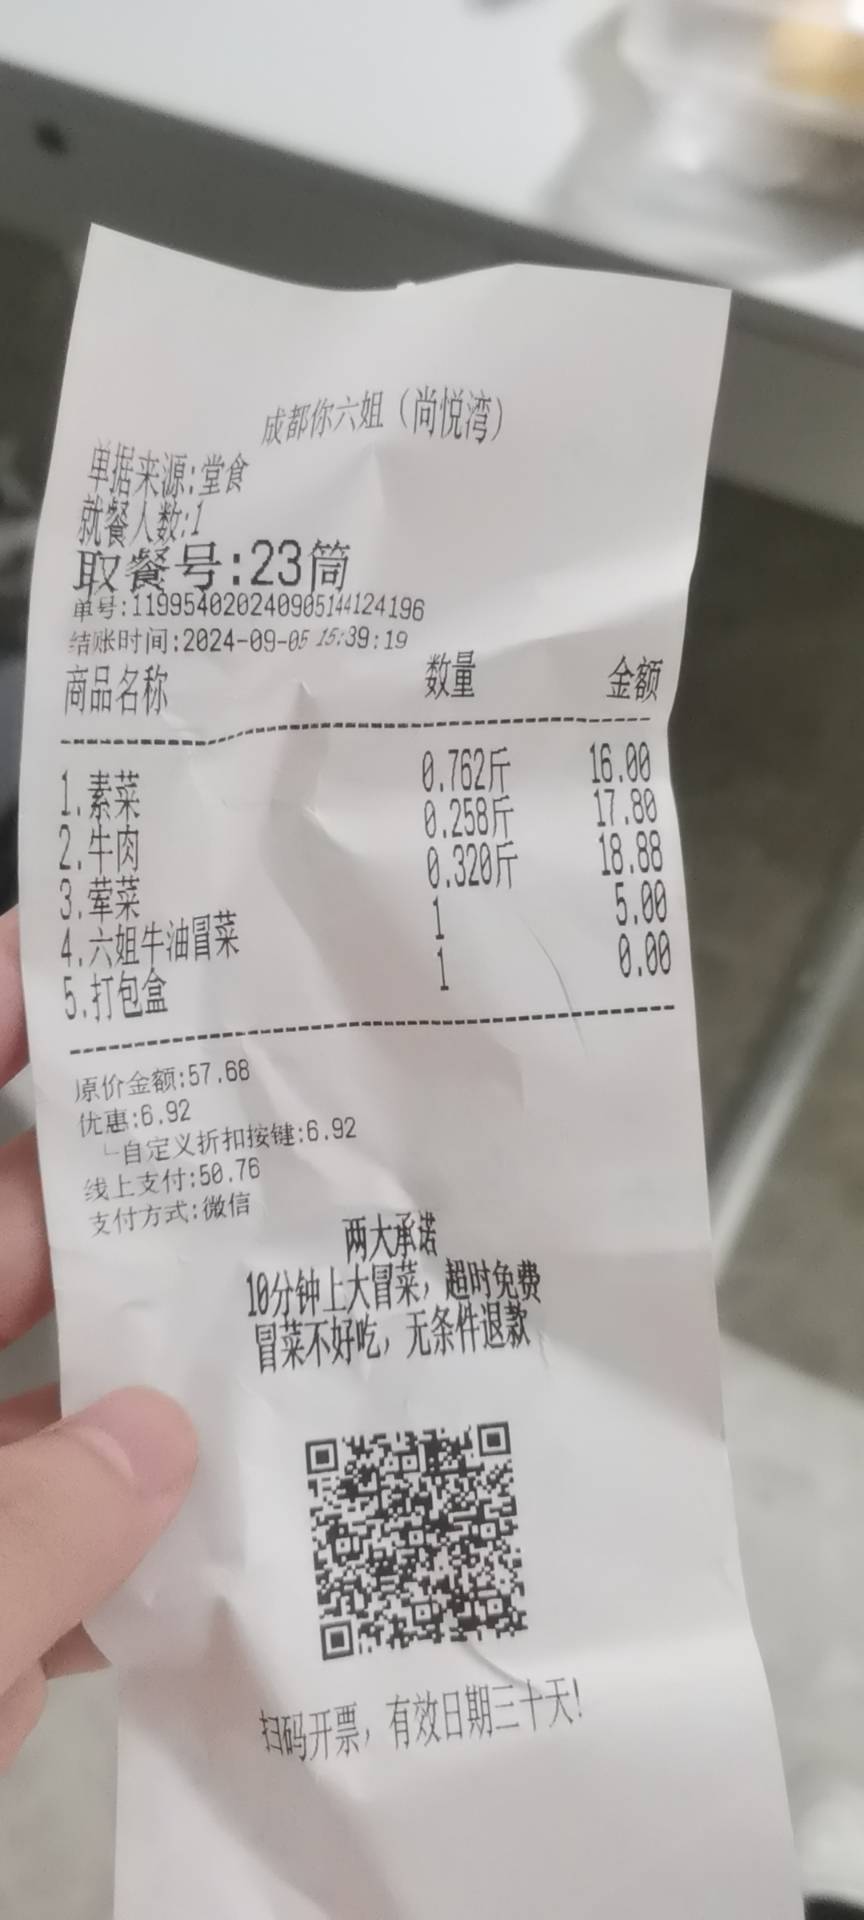 成都你六姐（尚悦湾）
单据来源:堂食
就餐人数:1
取餐号:23筒
单号:119954020240905144124196
结账时间:2024-09-05 15:39:19
商品名称 数量 金额
1.素菜 0.762斤 16.00
2.牛肉 0.258斤 17.80
3.荤菜 0.320斤 18.88
4.六姐牛油冒菜 1 5.00
5.打包盒 1 0.00
原价金额:57.68
优惠:6.92
└自定义折扣按键:6.92
线上支付:50.76
支付方式:微信
两大承诺
10分钟上大冒菜，超时免费
冒菜不好吃，无条件退款
扫码开票，有效日期三十天!